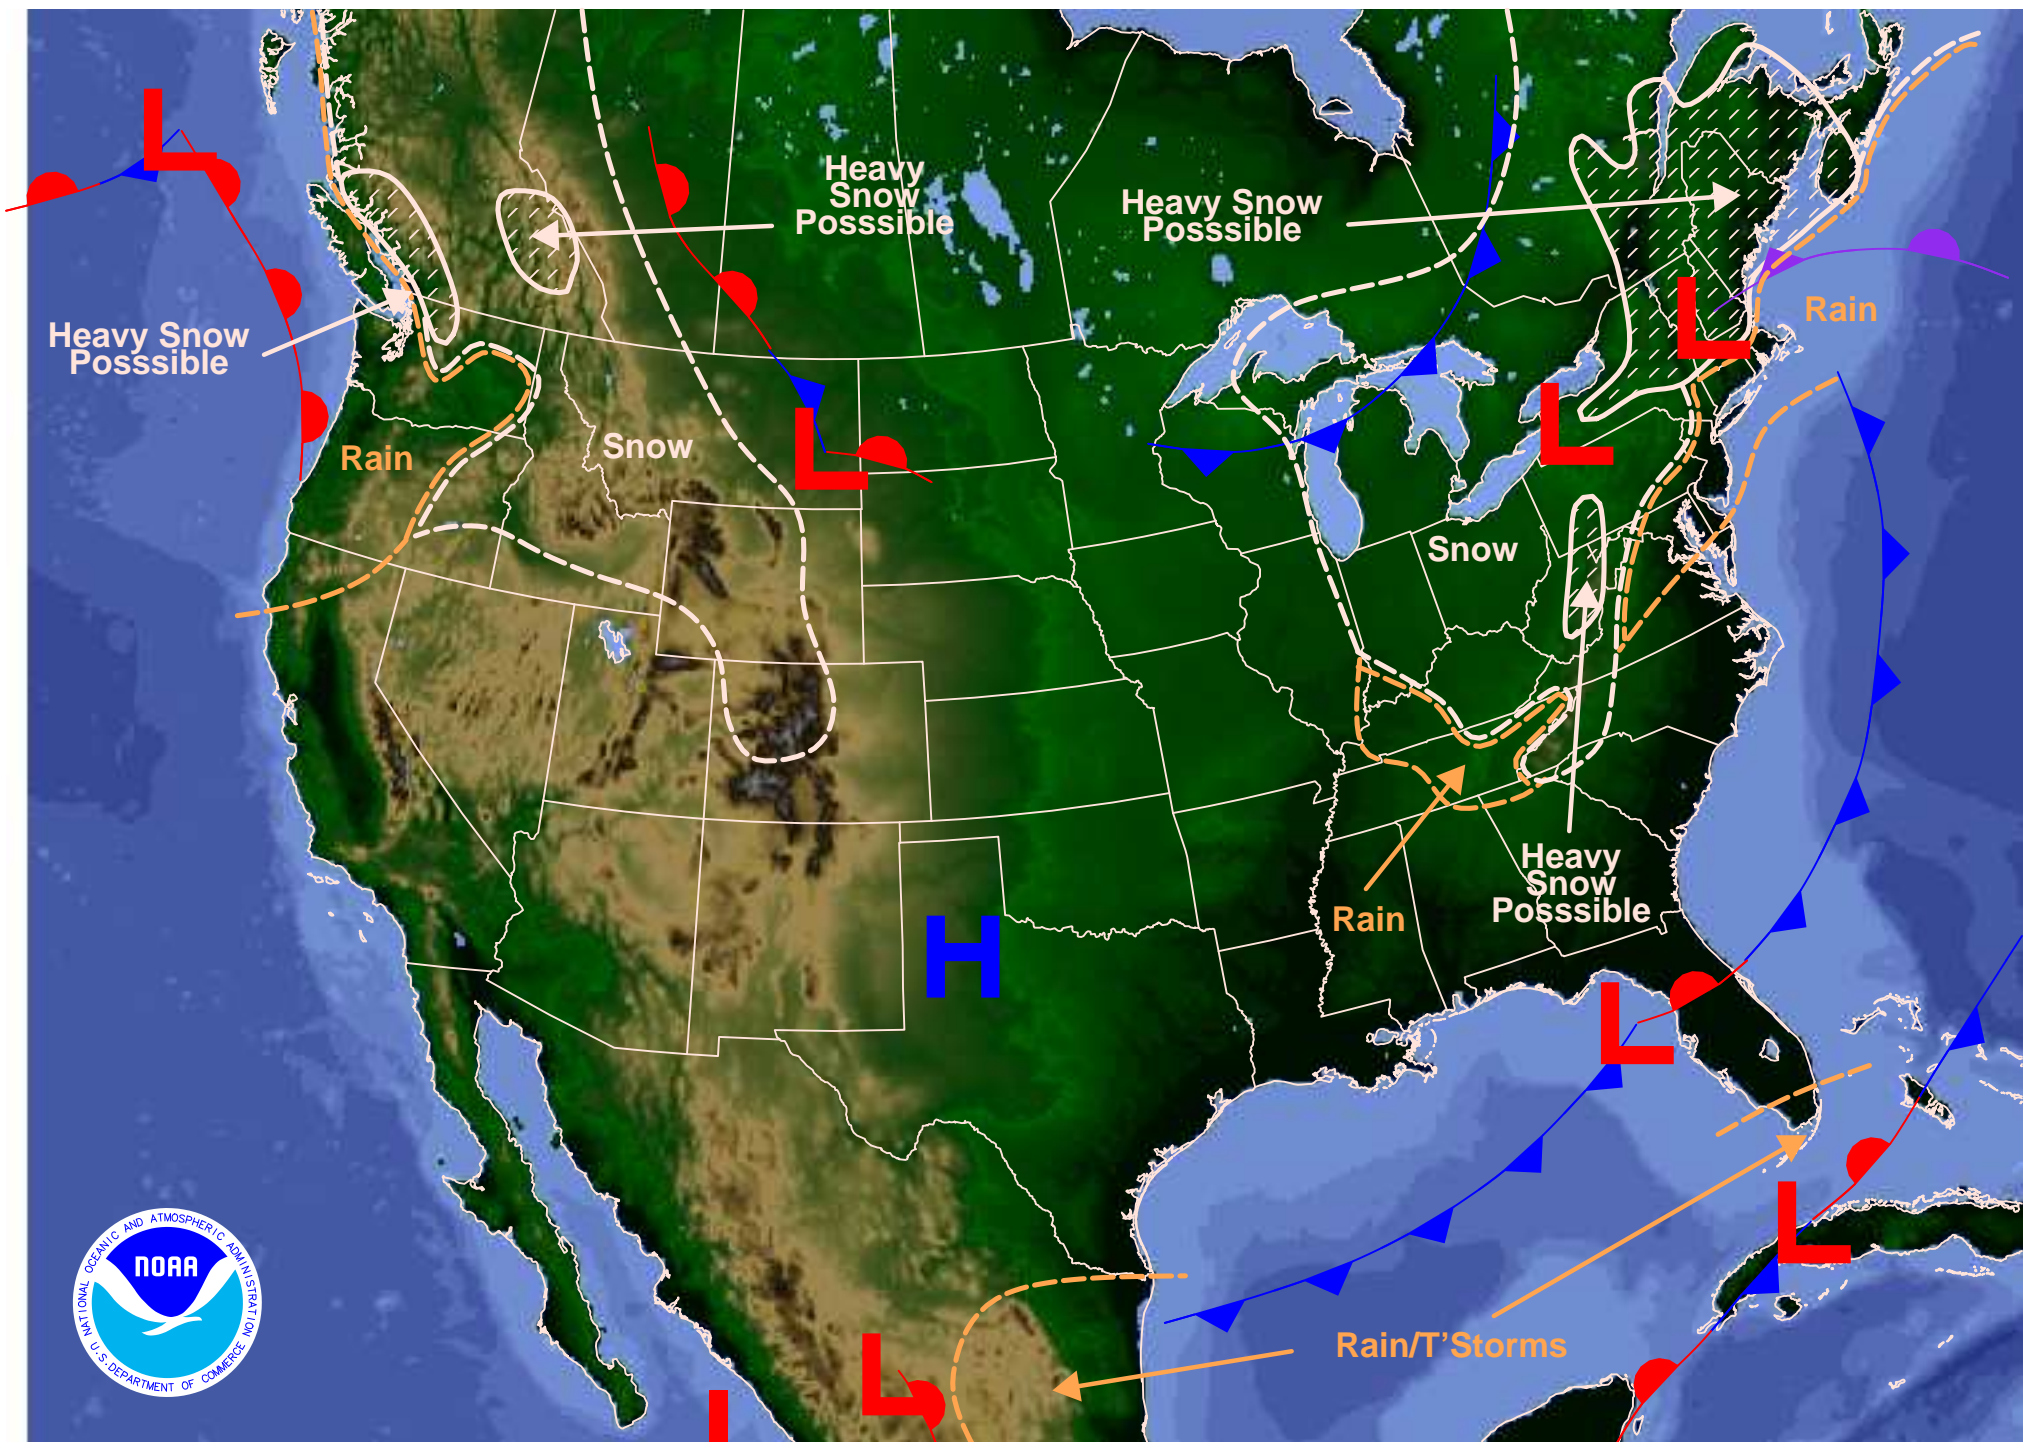 L
Heavy
Snow
Posssible
Heavy Snow
Posssible
L
Rain
Heavy Snow
Posssible
L
L
Rain
Snow
Snow
Heavy
Snow
Posssible
Rain
H
L
L
NATIONAL OCEANIC AND ATMOSPHERIC ADMINISTRATION
NOAA
U.S. DEPARTMENT OF COMMERCE
Rain/T'Storms
L
L